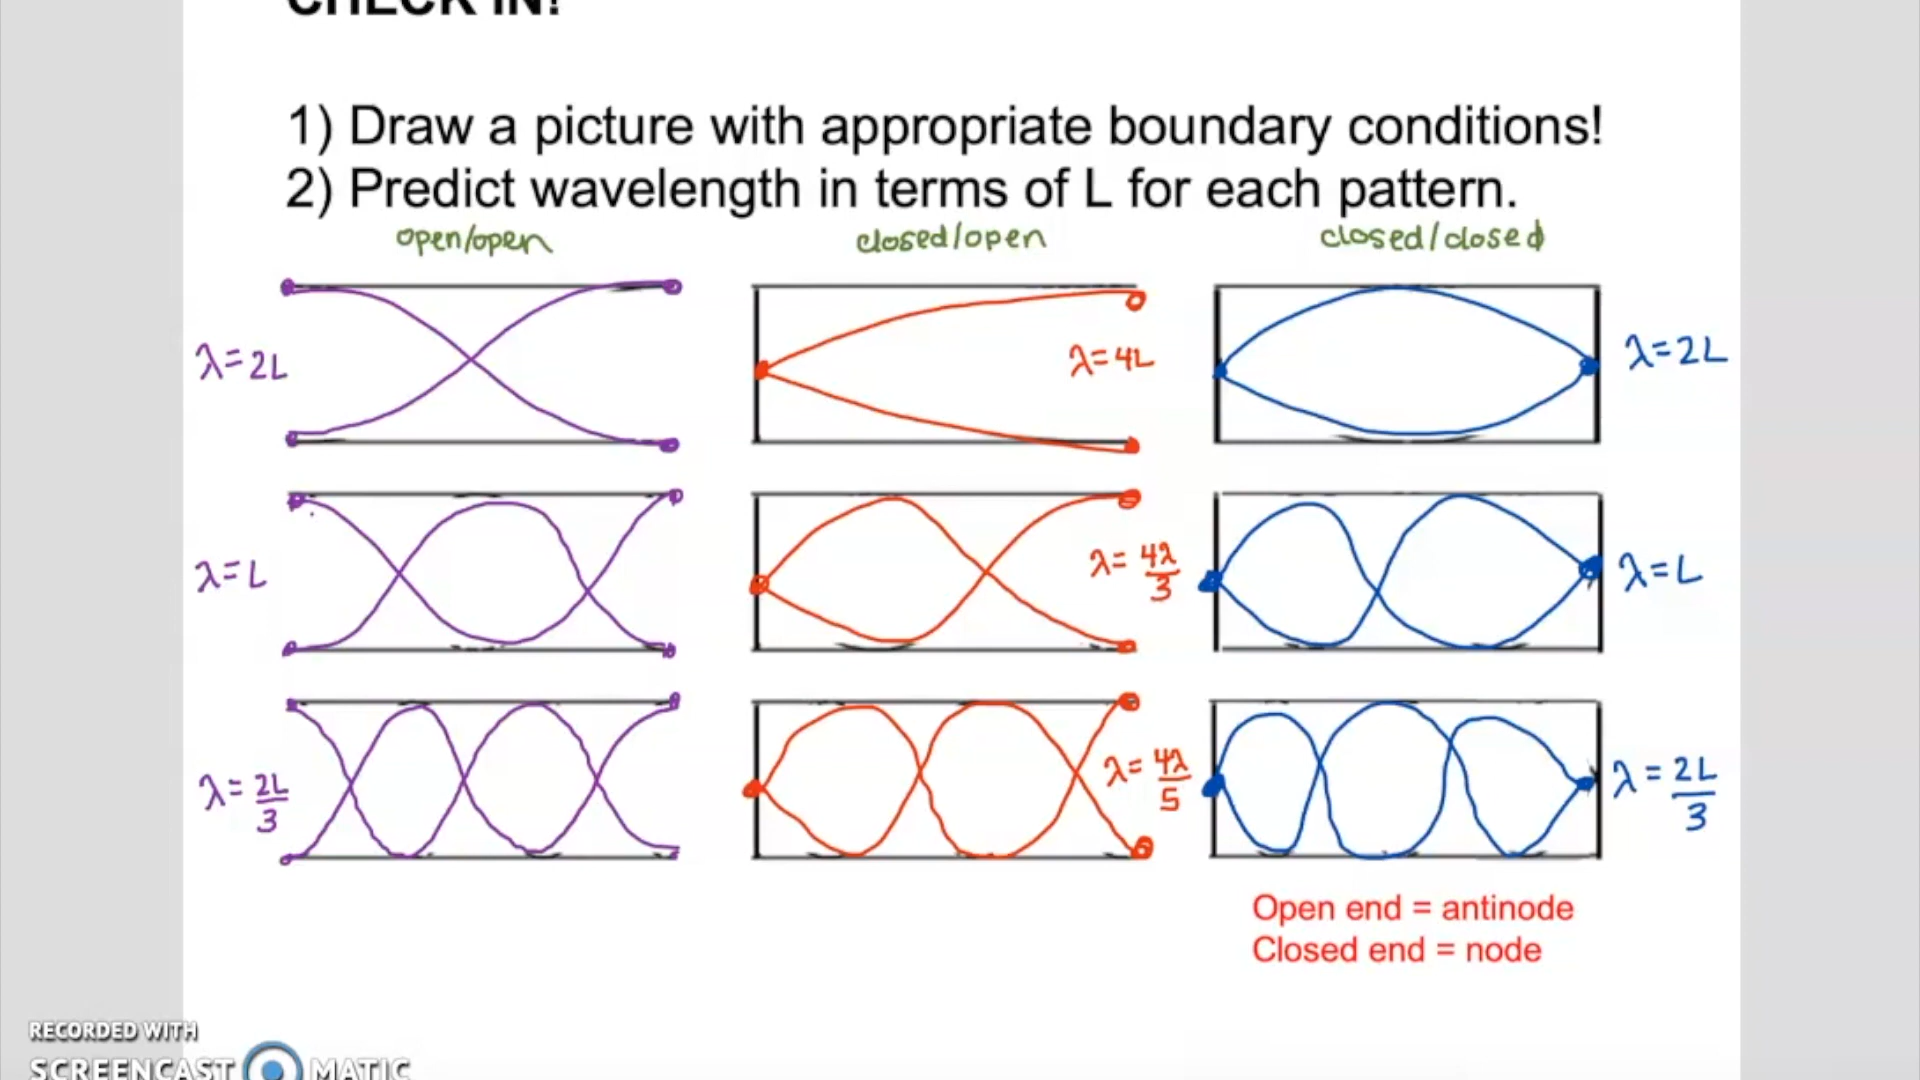 CHECK IN!
1) Draw a picture with appropriate boundary conditions!
2) Predict wavelength in terms of L for each pattern.
open/open closed/open closed/closed
λ=2L λ=4L λ=2L
λ=L λ=4λ/3 λ=L
λ=2L/3 λ=4λ/5 λ=2L/3
Open end = antinode
Closed end = node
RECORDED WITH
SCREENCAST MATIC